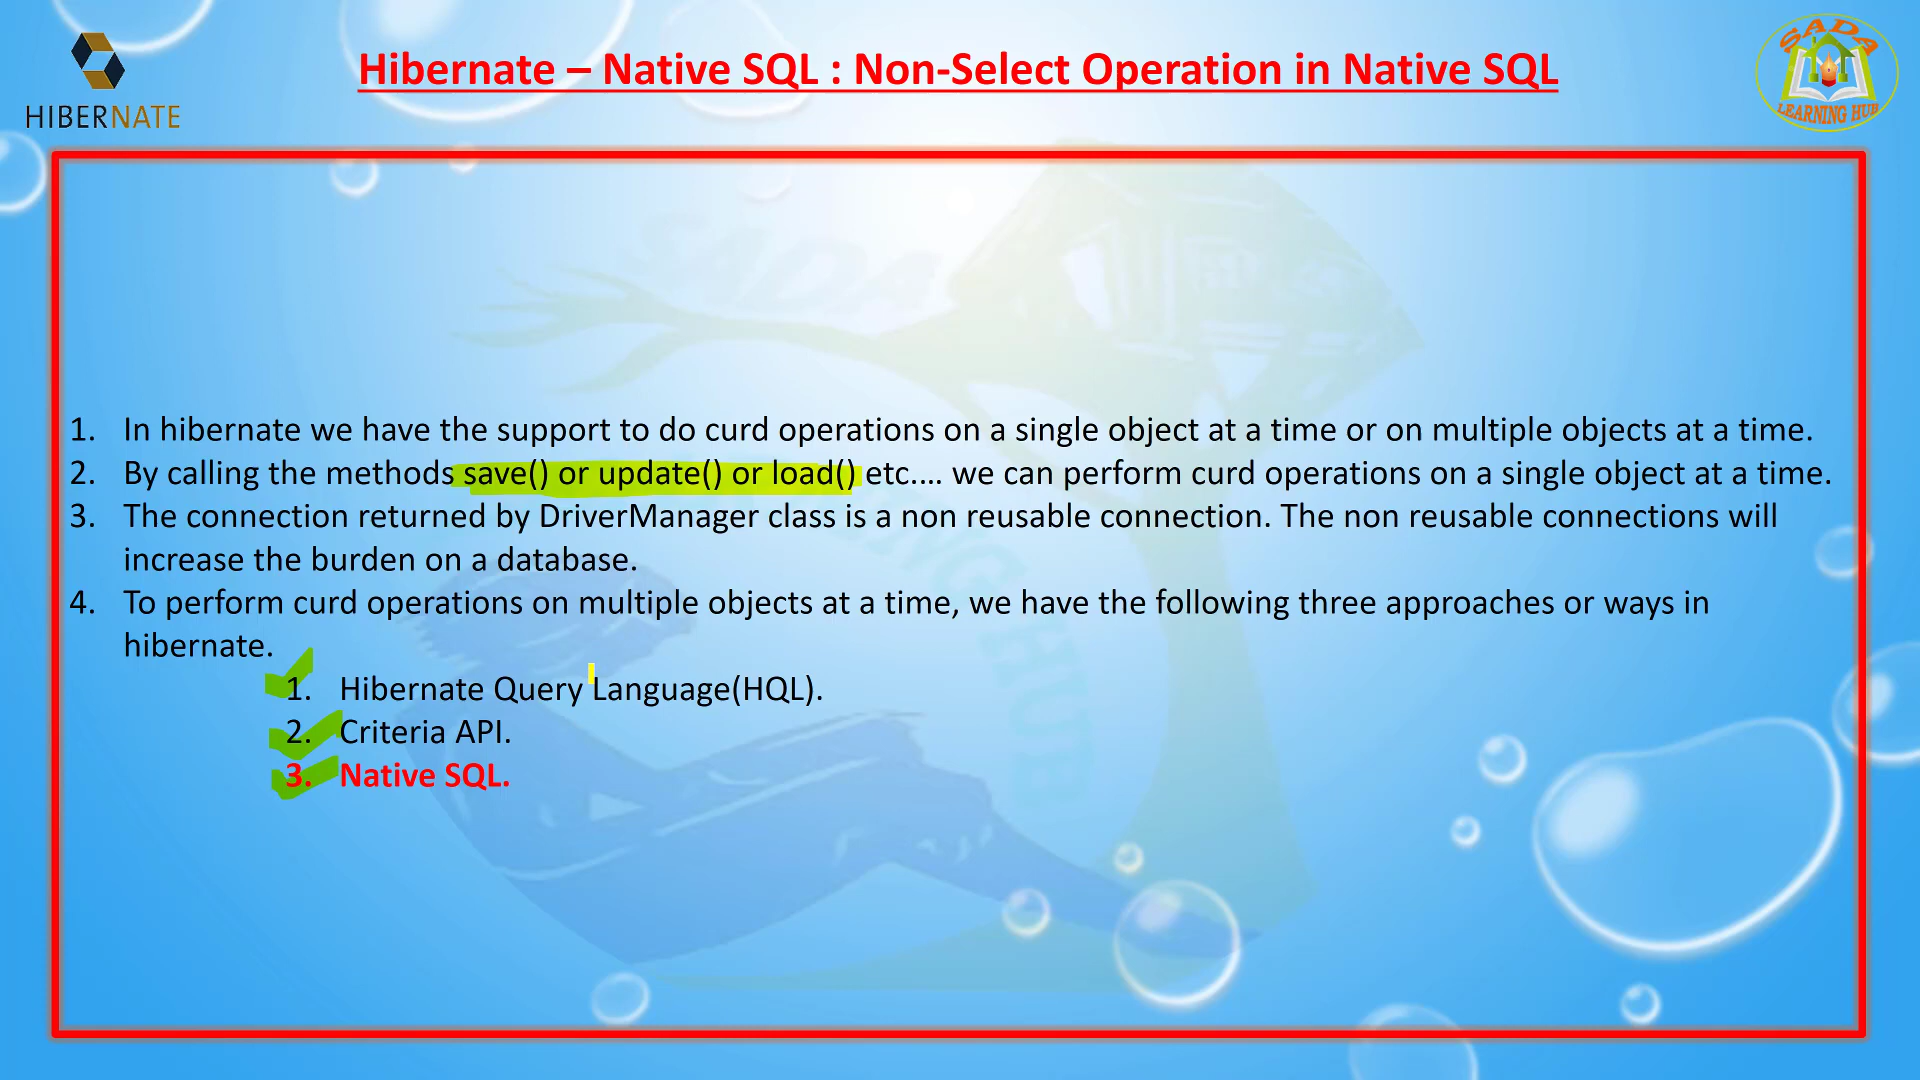 HIBERNATE
Hibernate – Native SQL : Non-Select Operation in Native SQL
SADA
LEARNING HUB
1. In hibernate we have the support to do curd operations on a single object at a time or on multiple objects at a time.
2. By calling the methods save() or update() or load() etc.... we can perform curd operations on a single object at a time.
3. The connection returned by DriverManager class is a non reusable connection. The non reusable connections will
increase the burden on a database.
4. To perform curd operations on multiple objects at a time, we have the following three approaches or ways in
hibernate.
1. Hibernate Query Language(HQL).
2. Criteria API.
3. Native SQL.